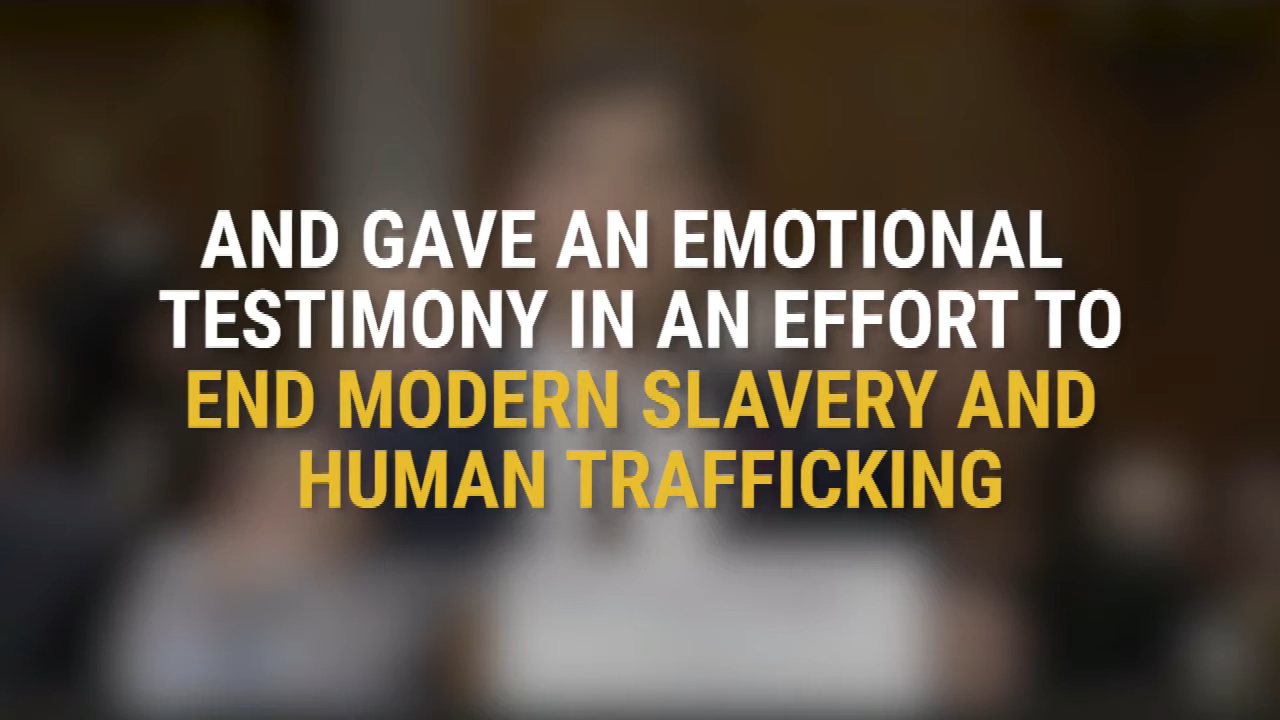 AND GAVE AN EMOTIONAL
TESTIMONY IN AN EFFORT TO
END MODERN SLAVERY AND
HUMAN TRAFFICKING